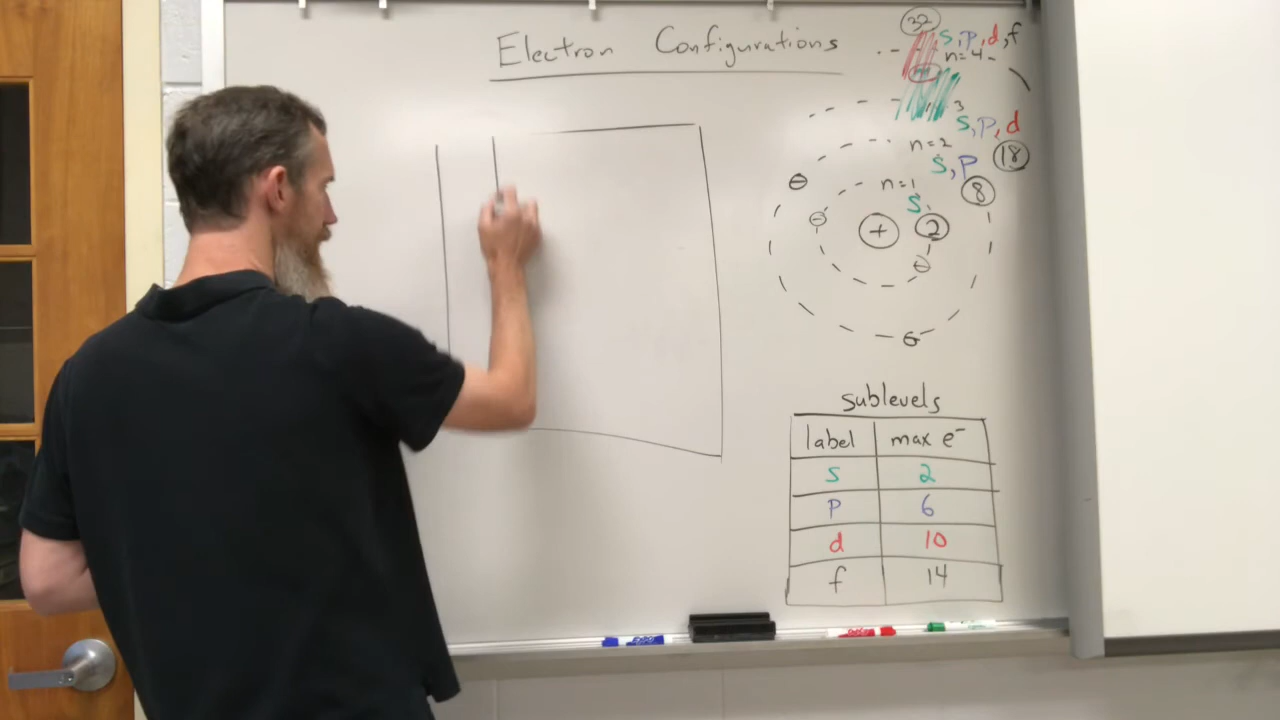 Electron Configurations
32
s, p, d, f
n=4
3
s, p, d
18
n=2
s, p
8
n=1
s
+
2
sublevels
label max e⁻
s 2
p 6
d 10
f 14